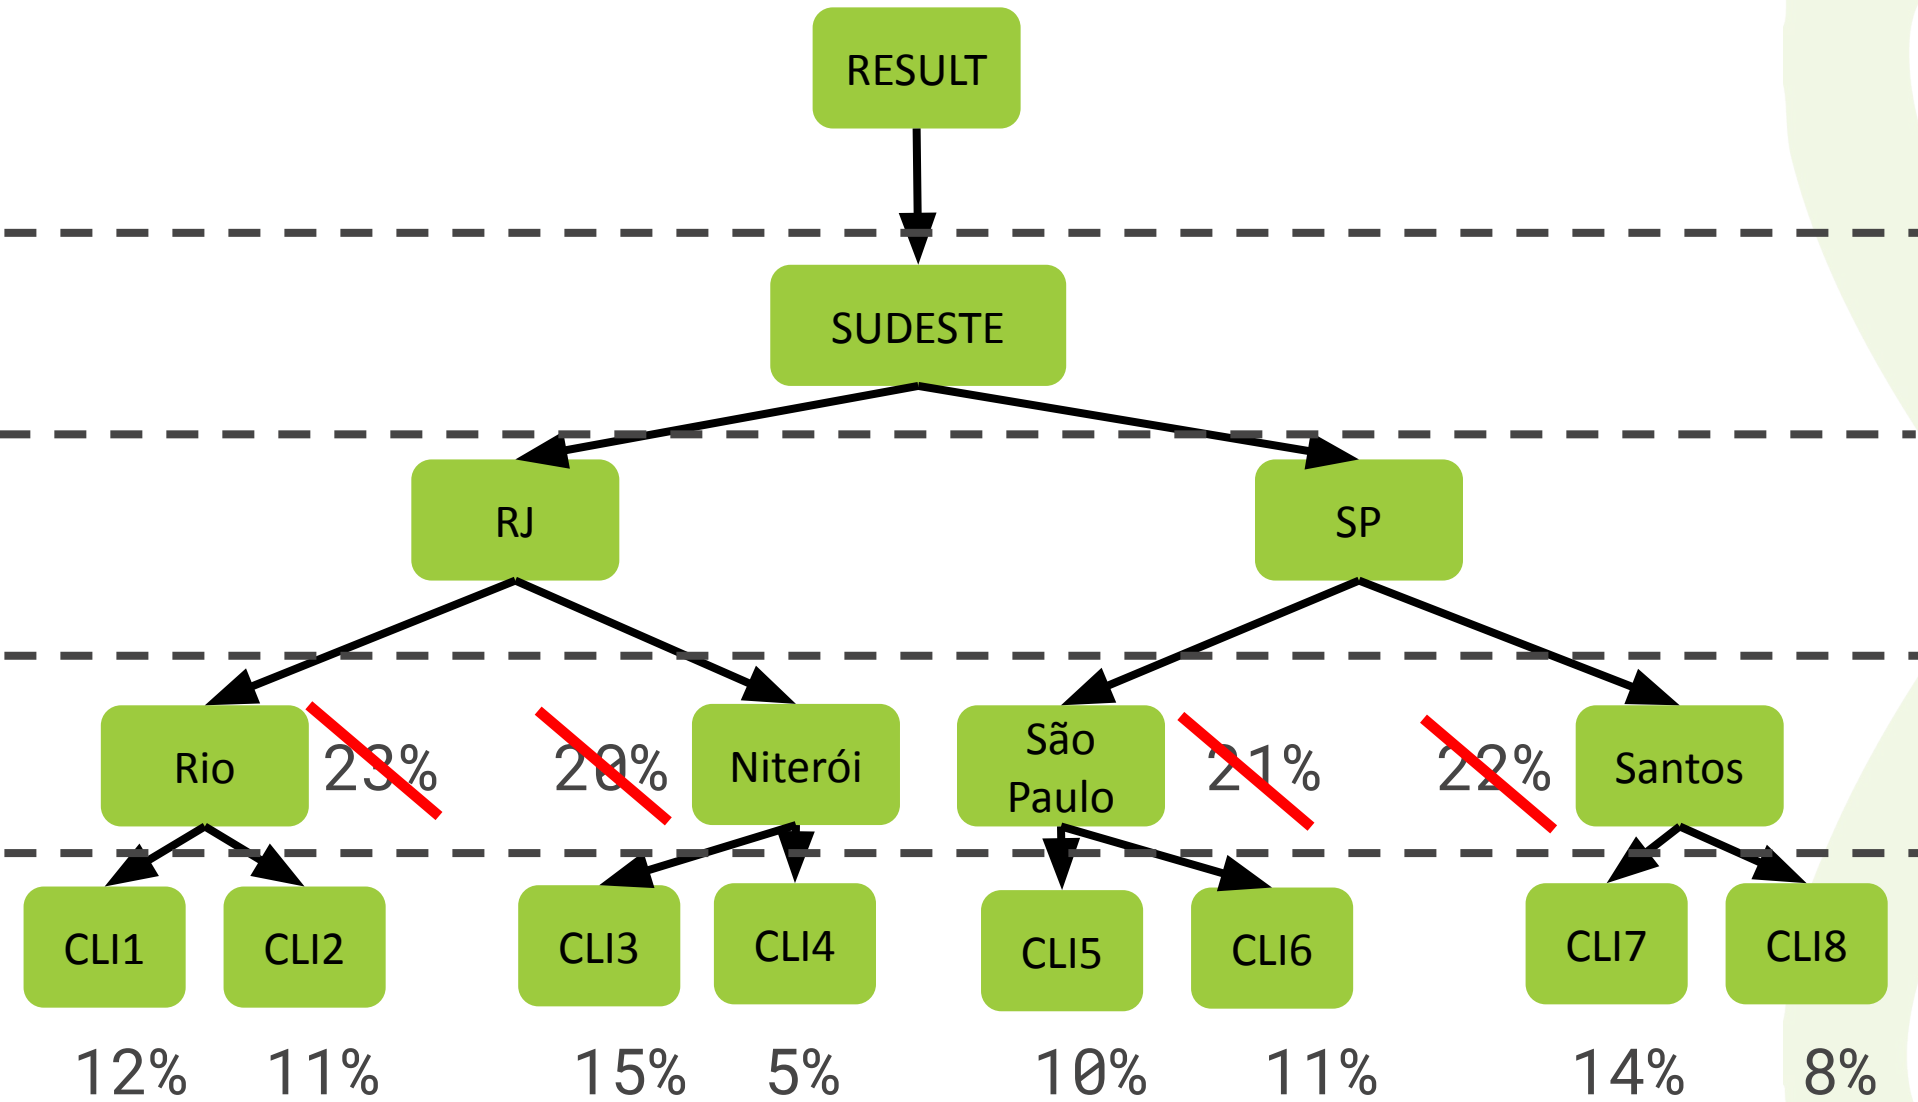 RESULT
SUDESTE
RJ
SP
Rio
23%
20%
Niterói
São
Paulo
21%
22%
Santos
CLI1
CLI2
CLI3
CLI4
CLI5
CLI6
CLI7
CLI8
12%
11%
15%
5%
10%
11%
14%
8%